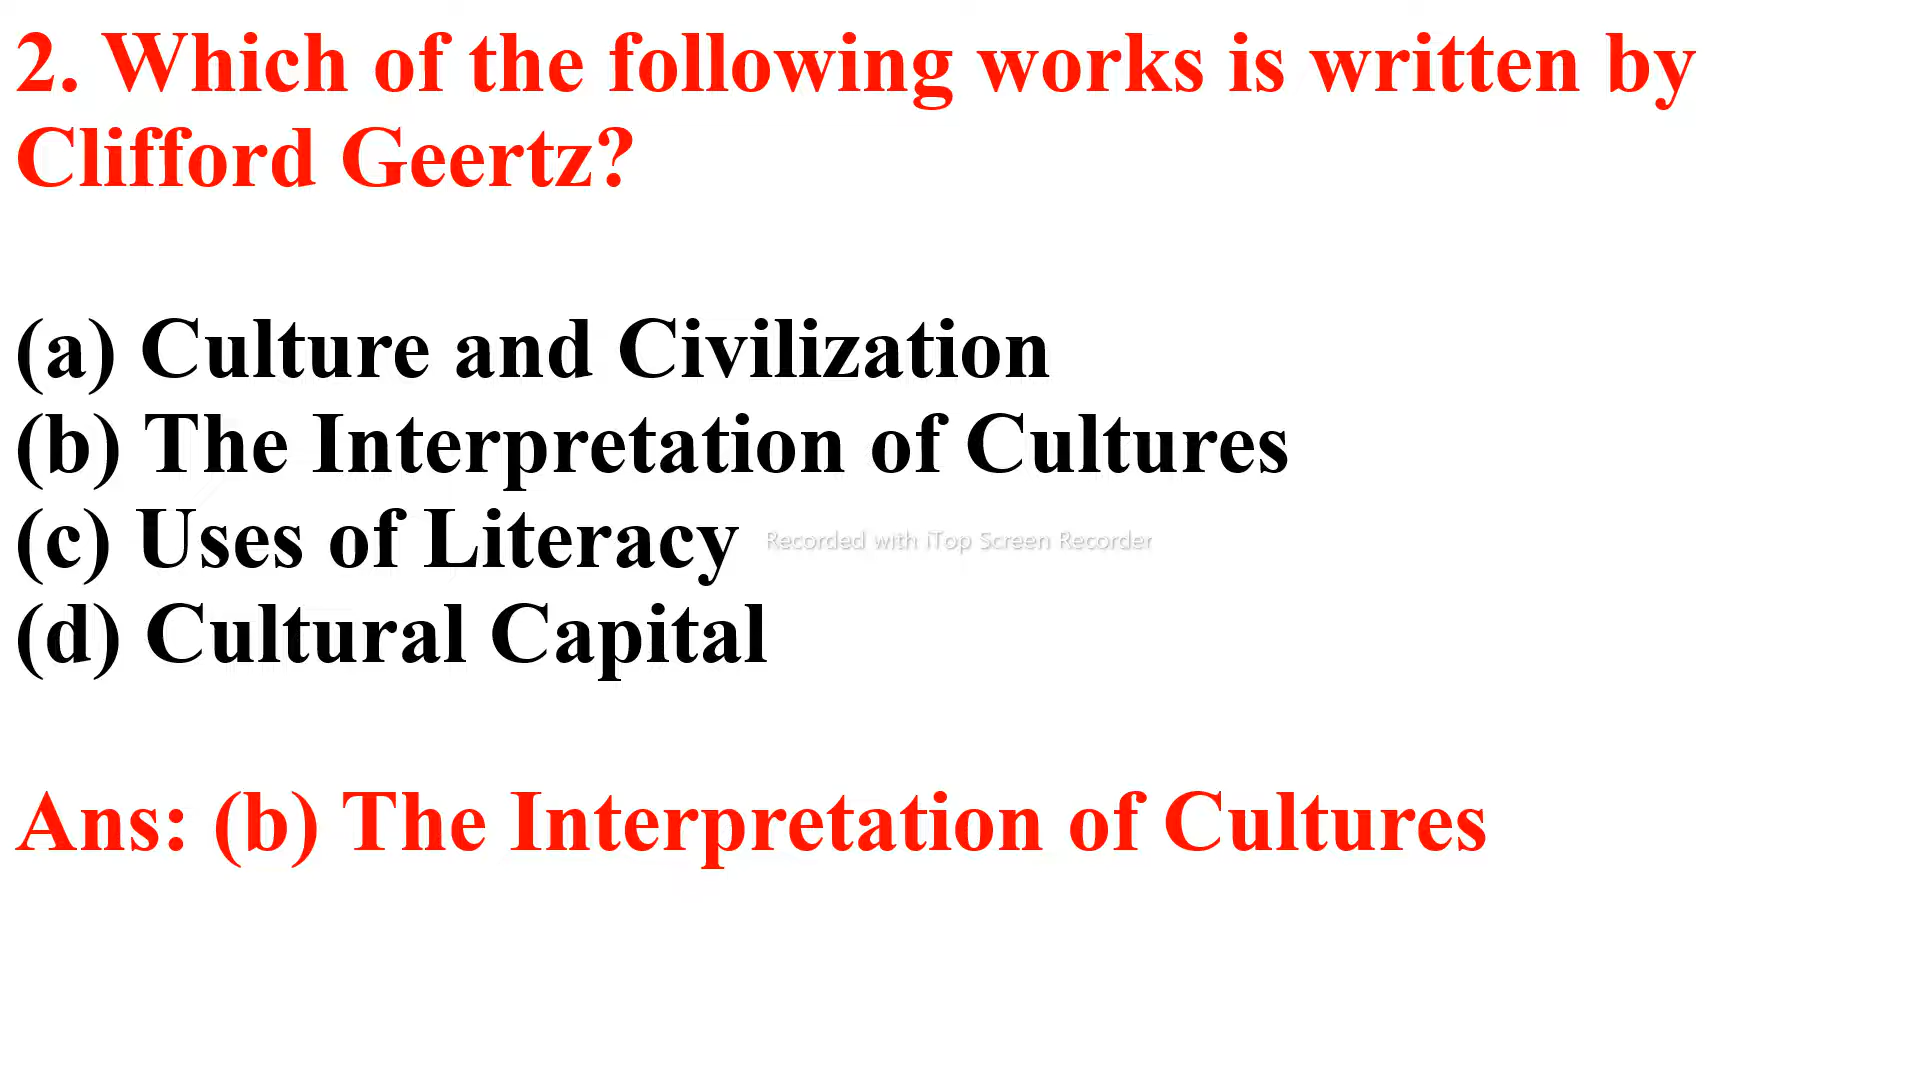 2. Which of the following works is written by
Clifford Geertz?
(a) Culture and Civilization
(b) The Interpretation of Cultures
(c) Uses of Literacy
Recorded with iTop Screen Recorder
(d) Cultural Capital
Ans: (b) The Interpretation of Cultures